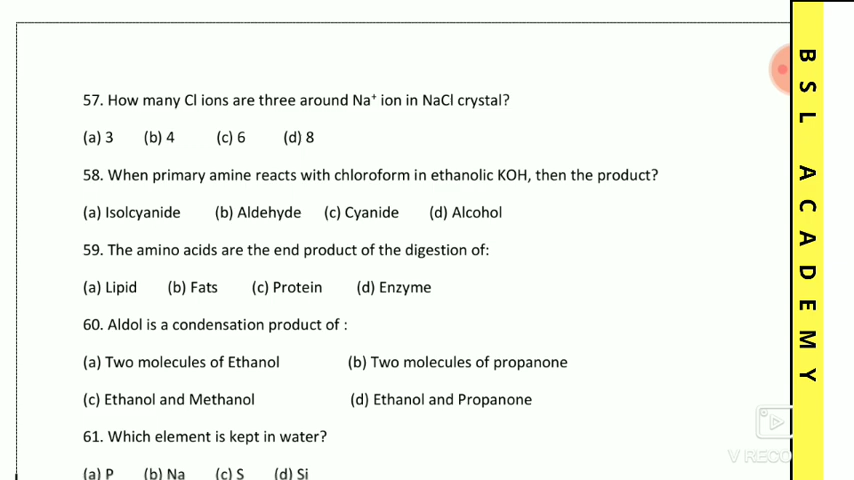 57. How many Cl ions are three around Na⁺ ion in NaCl crystal?
(a) 3 (b) 4 (c) 6 (d) 8
58. When primary amine reacts with chloroform in ethanolic KOH, then the product?
(a) Isolcyanide (b) Aldehyde (c) Cyanide (d) Alcohol
59. The amino acids are the end product of the digestion of:
(a) Lipid (b) Fats (c) Protein (d) Enzyme
60. Aldol is a condensation product of :
(a) Two molecules of Ethanol (b) Two molecules of propanone
(c) Ethanol and Methanol (d) Ethanol and Propanone
61. Which element is kept in water?
(a) P (b) Na (c) S (d) Si
BSL ACADEMY
V RECO